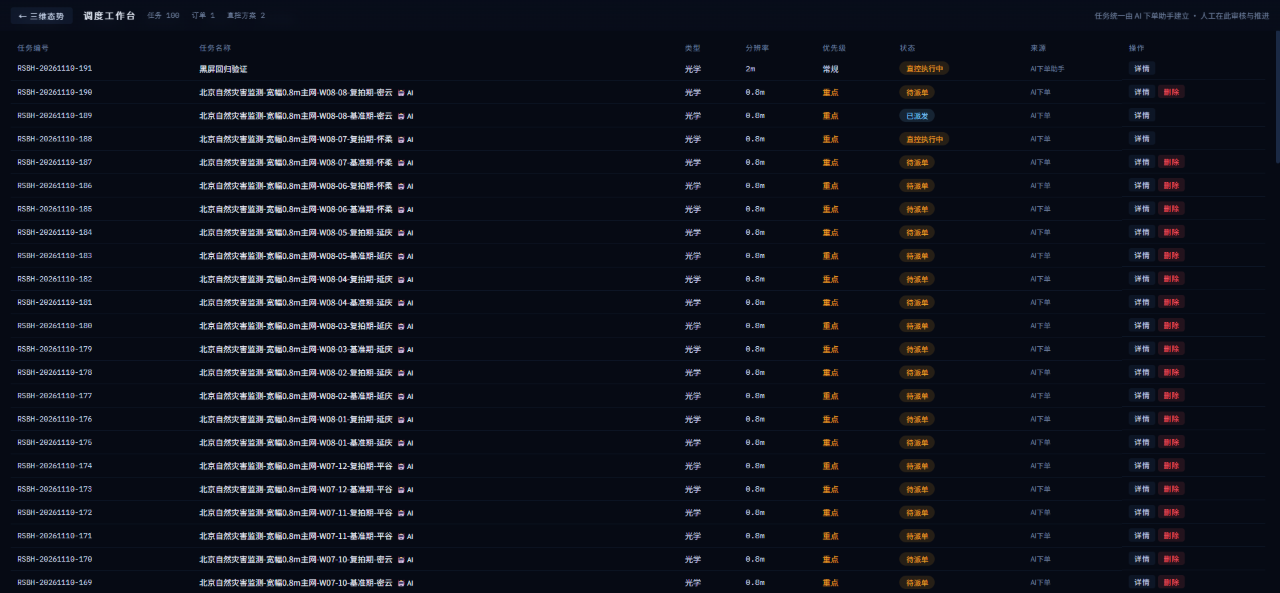 ← 三维态势 调度工作台 任务 100 订单 1 直控方案 2 任务统一由 AI 下单助手建立 · 人工在此审核与推进
任务编号 任务名称 类型 分辨率 优先级 状态 来源 操作
RSBH-20261110-191 黑屏回归验证 光学 2m 常规 直控执行中 AI下单助手 详情
RSBH-20261110-190 北京自然灾害监测-宽幅0.8m主网-W08-08-复拍期-密云 AI 光学 0.8m 重点 待派单 AI下单 详情 删除
RSBH-20261110-189 北京自然灾害监测-宽幅0.8m主网-W08-08-基准期-密云 AI 光学 0.8m 重点 已派发 AI下单 详情
RSBH-20261110-188 北京自然灾害监测-宽幅0.8m主网-W08-07-复拍期-怀柔 AI 光学 0.8m 重点 直控执行中 AI下单 详情
RSBH-20261110-187 北京自然灾害监测-宽幅0.8m主网-W08-07-基准期-怀柔 AI 光学 0.8m 重点 待派单 AI下单 详情 删除
RSBH-20261110-186 北京自然灾害监测-宽幅0.8m主网-W08-06-复拍期-怀柔 AI 光学 0.8m 重点 待派单 AI下单 详情 删除
RSBH-20261110-185 北京自然灾害监测-宽幅0.8m主网-W08-06-基准期-怀柔 AI 光学 0.8m 重点 待派单 AI下单 详情 删除
RSBH-20261110-184 北京自然灾害监测-宽幅0.8m主网-W08-05-复拍期-延庆 AI 光学 0.8m 重点 待派单 AI下单 详情 删除
RSBH-20261110-183 北京自然灾害监测-宽幅0.8m主网-W08-05-基准期-延庆 AI 光学 0.8m 重点 待派单 AI下单 详情 删除
RSBH-20261110-182 北京自然灾害监测-宽幅0.8m主网-W08-04-复拍期-延庆 AI 光学 0.8m 重点 待派单 AI下单 详情 删除
RSBH-20261110-181 北京自然灾害监测-宽幅0.8m主网-W08-04-基准期-延庆 AI 光学 0.8m 重点 待派单 AI下单 详情 删除
RSBH-20261110-180 北京自然灾害监测-宽幅0.8m主网-W08-03-复拍期-延庆 AI 光学 0.8m 重点 待派单 AI下单 详情 删除
RSBH-20261110-179 北京自然灾害监测-宽幅0.8m主网-W08-03-基准期-延庆 AI 光学 0.8m 重点 待派单 AI下单 详情 删除
RSBH-20261110-178 北京自然灾害监测-宽幅0.8m主网-W08-02-复拍期-延庆 AI 光学 0.8m 重点 待派单 AI下单 详情 删除
RSBH-20261110-177 北京自然灾害监测-宽幅0.8m主网-W08-02-基准期-延庆 AI 光学 0.8m 重点 待派单 AI下单 详情 删除
RSBH-20261110-176 北京自然灾害监测-宽幅0.8m主网-W08-01-复拍期-延庆 AI 光学 0.8m 重点 待派单 AI下单 详情 删除
RSBH-20261110-175 北京自然灾害监测-宽幅0.8m主网-W08-01-基准期-延庆 AI 光学 0.8m 重点 待派单 AI下单 详情 删除
RSBH-20261110-174 北京自然灾害监测-宽幅0.8m主网-W07-12-复拍期-平谷 AI 光学 0.8m 重点 待派单 AI下单 详情 删除
RSBH-20261110-173 北京自然灾害监测-宽幅0.8m主网-W07-12-基准期-平谷 AI 光学 0.8m 重点 待派单 AI下单 详情 删除
RSBH-20261110-172 北京自然灾害监测-宽幅0.8m主网-W07-11-复拍期-平谷 AI 光学 0.8m 重点 待派单 AI下单 详情 删除
RSBH-20261110-171 北京自然灾害监测-宽幅0.8m主网-W07-11-基准期-平谷 AI 光学 0.8m 重点 待派单 AI下单 详情 删除
RSBH-20261110-170 北京自然灾害监测-宽幅0.8m主网-W07-10-复拍期-密云 AI 光学 0.8m 重点 待派单 AI下单 详情 删除
RSBH-20261110-169 北京自然灾害监测-宽幅0.8m主网-W07-10-基准期-密云 AI 光学 0.8m 重点 待派单 AI下单 详情 删除